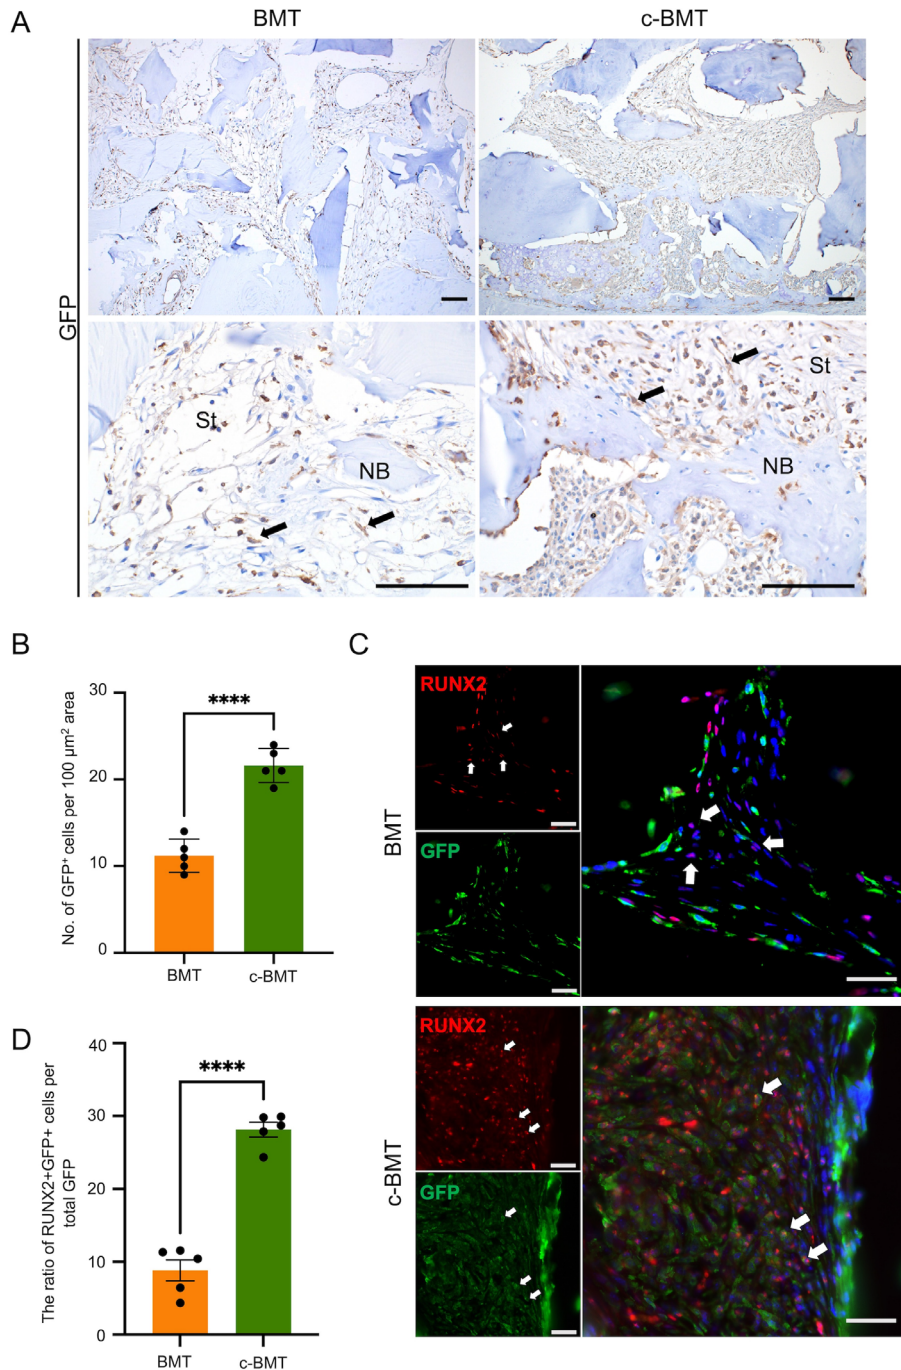 A
BMT
c-BMT
GFP
St
NB
St
NB
B
No. of GFP⁺ cells per 100 µm² area
30
20
10
0
****
BMT
c-BMT
C
BMT
RUNX2
GFP
c-BMT
RUNX2
GFP
D
The ratio of RUNX2+GFP+ cells per
total GFP
40
30
20
10
0
****
BMT
c-BMT